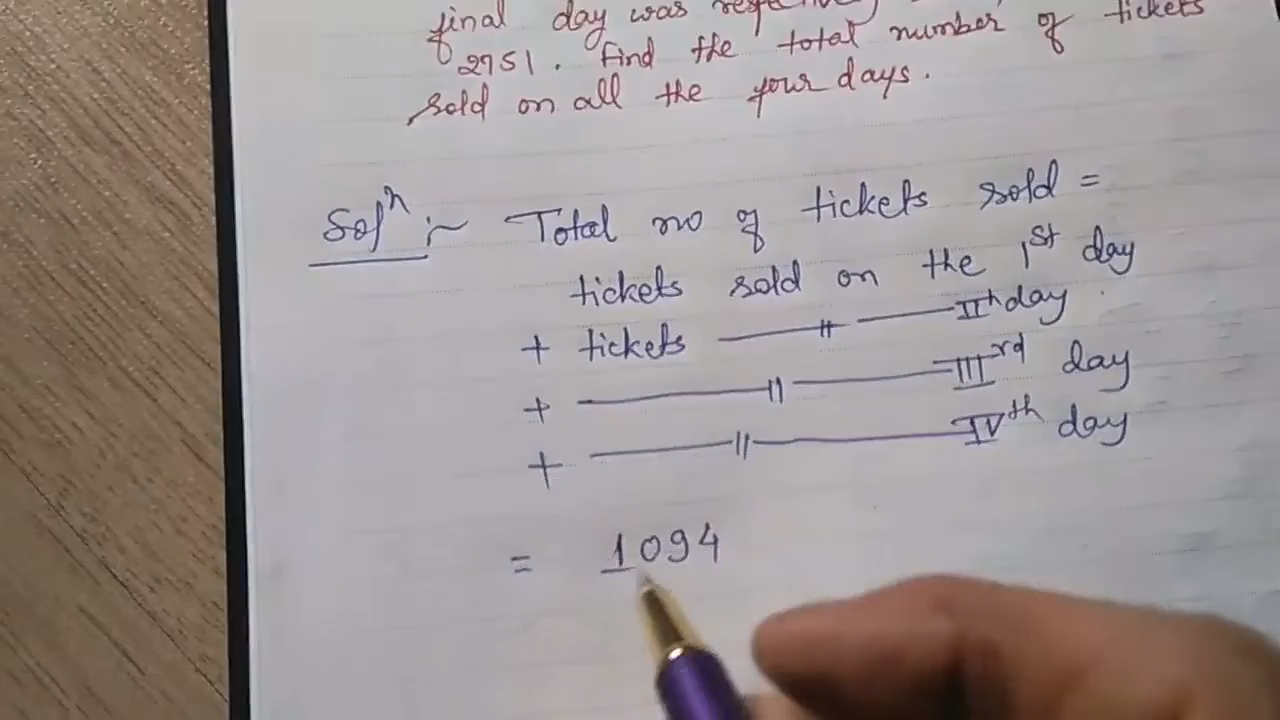 final day was
2751. Find the total number of tickets
sold on all the four days.
Solⁿ :~ Total no of tickets sold =
tickets sold on the 1st day
+ tickets —— 〃 —— IIⁿ day
+ —— 〃 —— IIIrd day
+ —— 〃 —— IVth day
= 1094